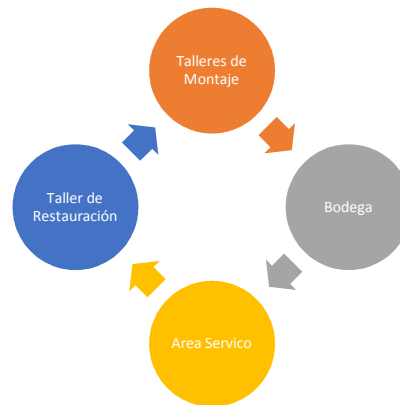 Talleres de
Montaje
Taller de
Restauración
Bodega
Area Servico